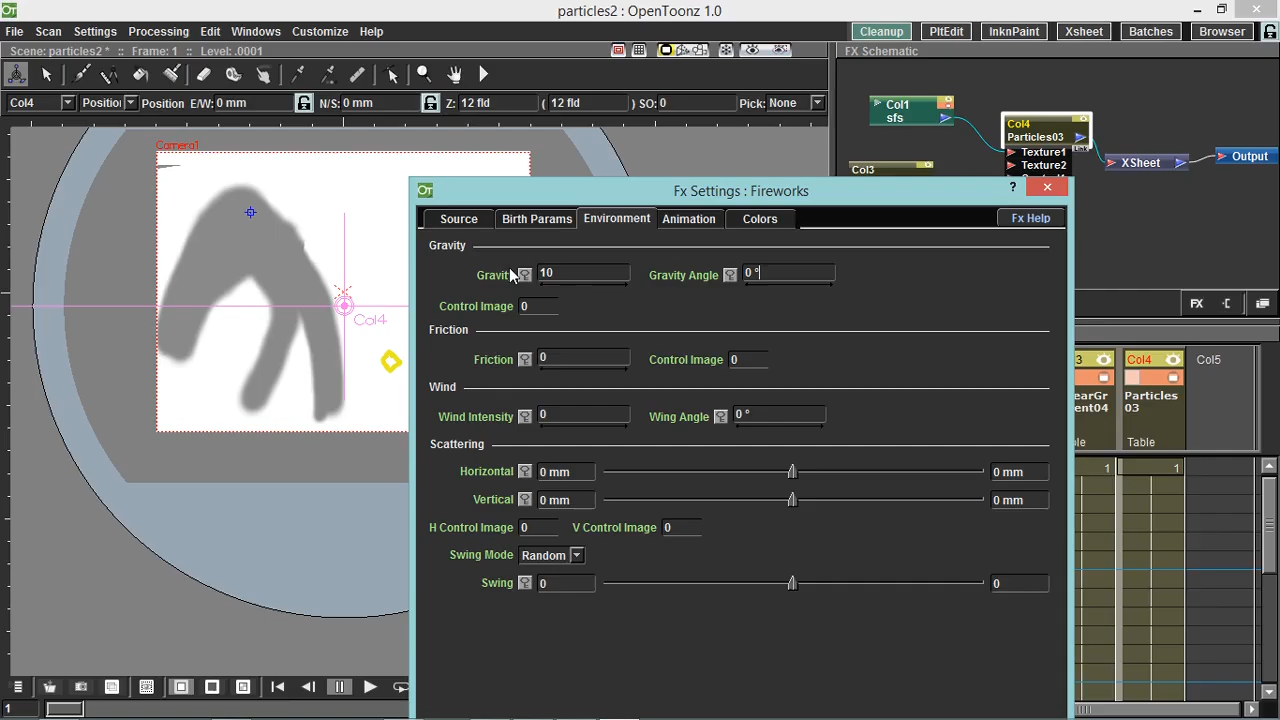 OT particles2 : OpenToonz 1.0
File Scan Settings Processing Edit Windows Customize Help Cleanup PltEdit InknPaint Xsheet Batches Browser
Scene: particles2 * :: Frame: 1 :: Level: .0001
FX Schematic
Col4 Position Position E/W: 0 mm N/S: 0 mm Z: 12 fld ( 12 fld) SO: 0 Pick: None
Camera1
Col1
sfs
Col4
Particles03
Link
Texture1
Texture2
XSheet
Output
Col3
OT Fx Settings : Fireworks ?
Source Birth Params Environment Animation Colors Fx Help
Gravity
Gravity 10 Gravity Angle 0 °
Control Image 0
Friction
Friction 0 Control Image 0
Wind
Wind Intensity 0 Wing Angle 0 °
Scattering
Horizontal 0 mm 0 mm
Vertical 0 mm 0 mm
H Control Image 0 V Control Image 0
Swing Mode Random
Swing 0 0
Col4
FX
3 Col4 Col5
earGr
ent04
Particles
03
Table
1 1
1